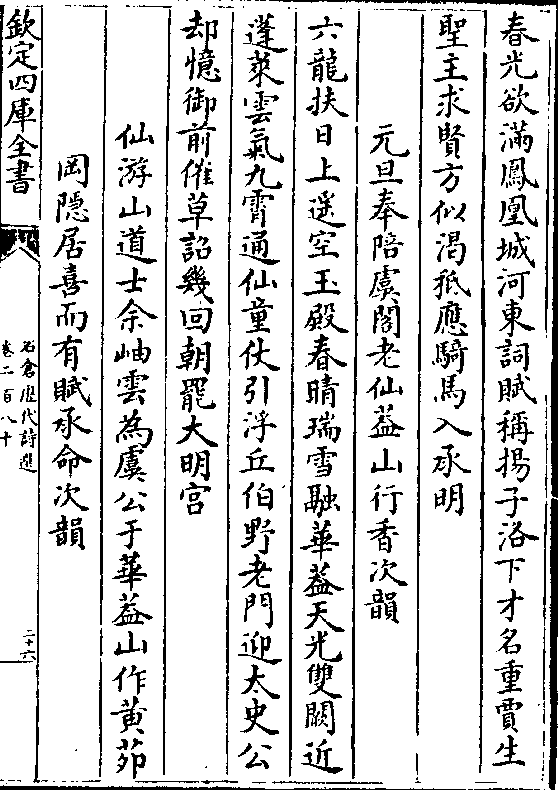 春光欲滿鳳凰城河東詞賦稱揚子洛下才名重賈生
聖主求賢方似渴秪應騎馬入承明
元旦奉陪虞閣老仙葢山行香次韻
六龍扶日上遥空玉殿春晴瑞雪融華葢天光雙闕近
蓬萊雲氣九霄通仙童仗引浮丘伯野老門迎太史公
却憶御前催草詔幾回朝罷大明宫
仙游山道士余岫雲為虞公于華葢山作黄茆
岡隠居喜而有賦承命次韻
欽定四庫全書
石倉歴代詩選
卷二百八十
二十六